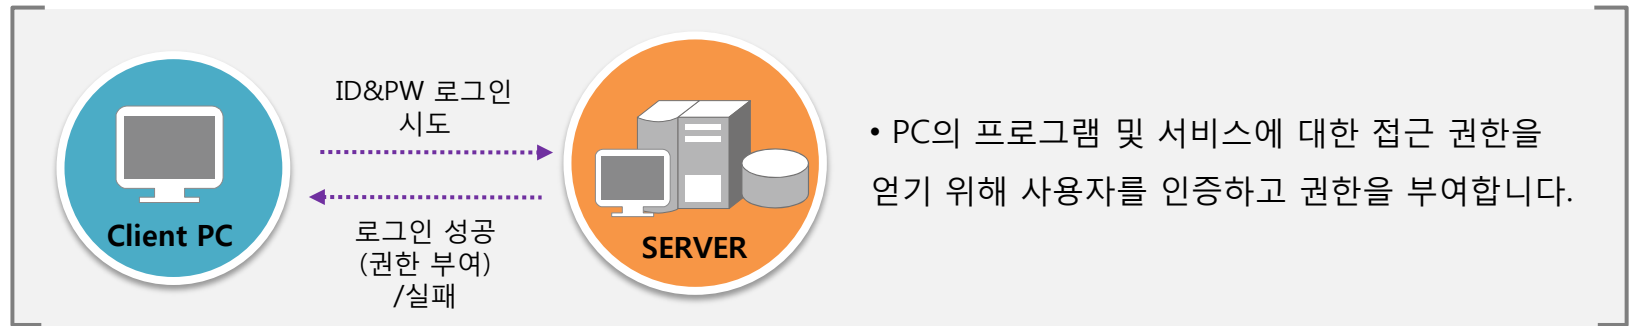 Client PC
ID&PW 로그인
시도
로그인 성공
(권한 부여)
/실패
SERVER
• PC의 프로그램 및 서비스에 대한 접근 권한을
얻기 위해 사용자를 인증하고 권한을 부여합니다.